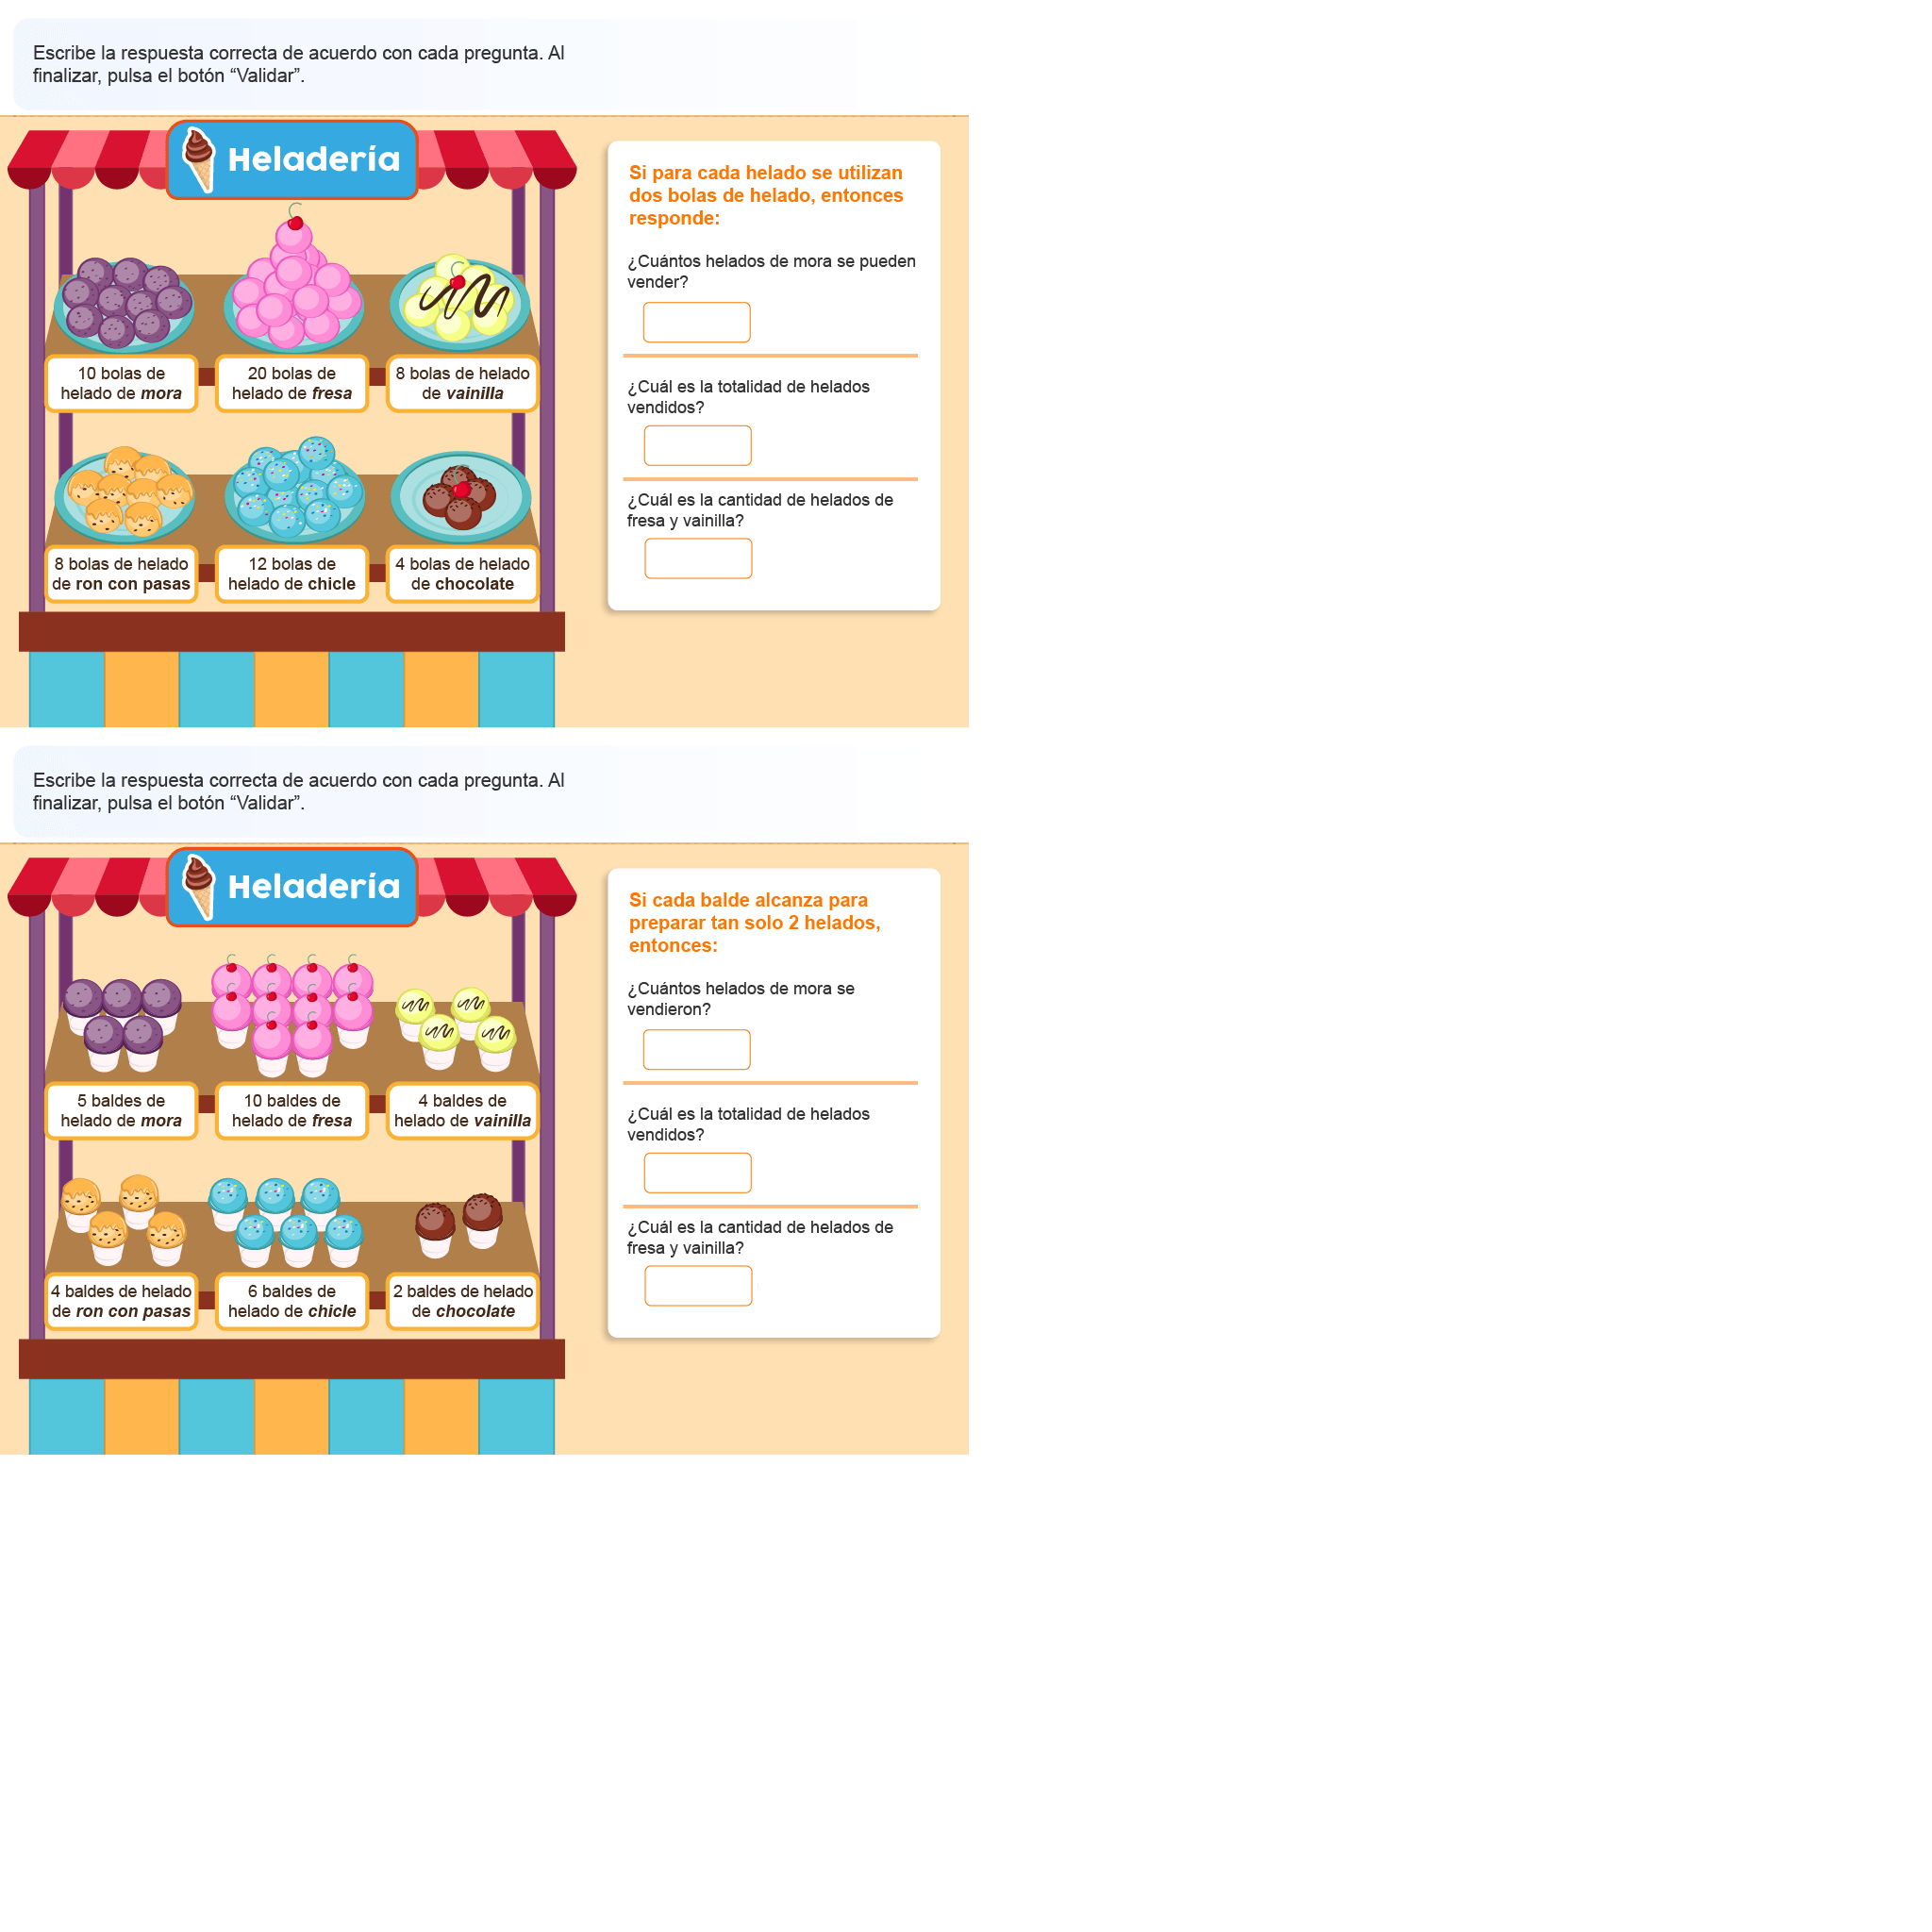 Escribe la respuesta correcta de acuerdo con cada pregunta. Al
finalizar, pulsa el botón “Validar”.
Heladería
10 bolas de
helado de mora
20 bolas de
helado de fresa
8 bolas de helado
de vainilla
8 bolas de helado
de ron con pasas
12 bolas de
helado de chicle
4 bolas de helado
de chocolate
Si para cada helado se utilizan
dos bolas de helado, entonces
responde:
¿Cuántos helados de mora se pueden
vender?
¿Cuál es la totalidad de helados
vendidos?
¿Cuál es la cantidad de helados de
fresa y vainilla?
Escribe la respuesta correcta de acuerdo con cada pregunta. Al
finalizar, pulsa el botón “Validar”.
Heladería
5 baldes de
helado de mora
10 baldes de
helado de fresa
4 baldes de
helado de vainilla
4 baldes de helado
de ron con pasas
6 baldes de
helado de chicle
2 baldes de helado
de chocolate
Si cada balde alcanza para
preparar tan solo 2 helados,
entonces:
¿Cuántos helados de mora se
vendieron?
¿Cuál es la totalidad de helados
vendidos?
¿Cuál es la cantidad de helados de
fresa y vainilla?